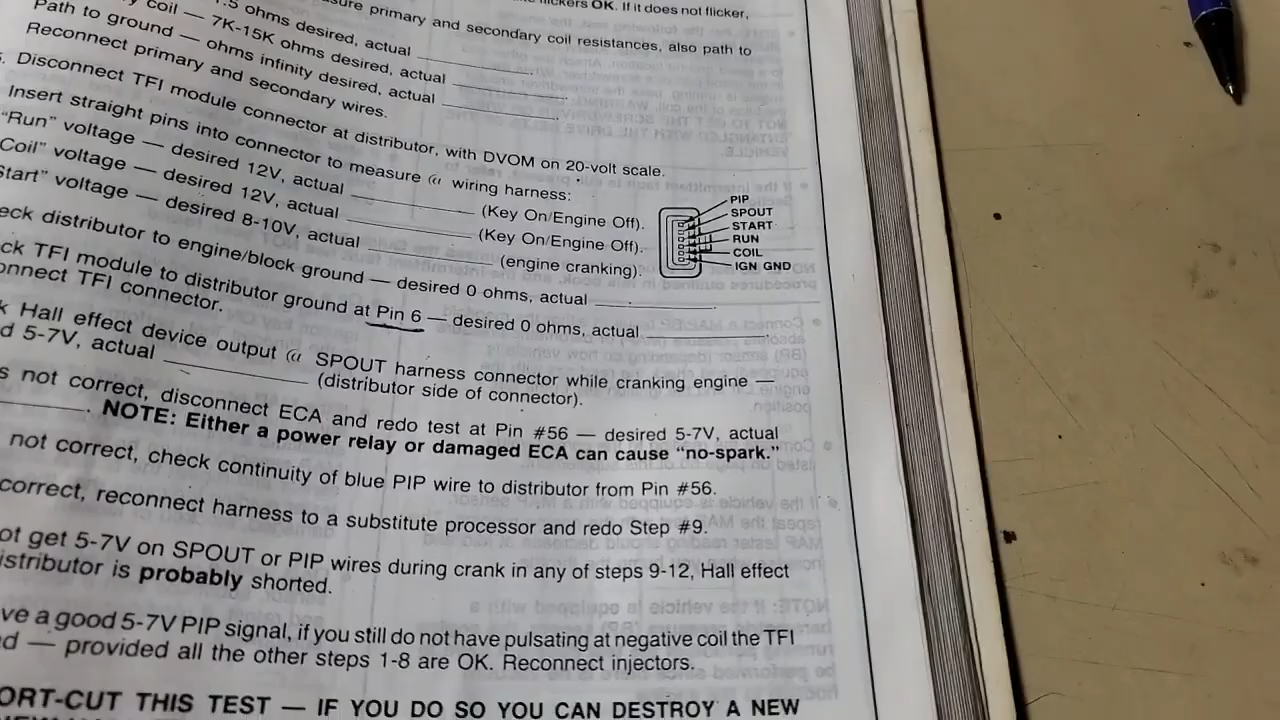 flickers OK. If it does not flicker,
sure primary and secondary coil resistances, also path to
.5 ohms desired, actual
y coil — 7K-15K ohms desired, actual
Path to ground — ohms infinity desired, actual
Reconnect primary and secondary wires.
. Disconnect TFI module connector at distributor, with DVOM on 20-volt scale.
Insert straight pins into connector to measure @ wiring harness:
"Run" voltage — desired 12V, actual (Key On/Engine Off).
Coil" voltage — desired 12V, actual (Key On/Engine Off).
Start" voltage — desired 8-10V, actual (engine cranking).
PIP
SPOUT
START
RUN
COIL
IGN GND
eck distributor to engine/block ground — desired 0 ohms, actual
ck TFI module to distributor ground at Pin 6 — desired 0 ohms, actual
onnect TFI connector.
k Hall effect device output @ SPOUT harness connector while cranking engine —
d 5-7V, actual (distributor side of connector).
s not correct, disconnect ECA and redo test at Pin #56 — desired 5-7V, actual
. NOTE: Either a power relay or damaged ECA can cause "no-spark."
not correct, check continuity of blue PIP wire to distributor from Pin #56.
correct, reconnect harness to a substitute processor and redo Step #9.
ot get 5-7V on SPOUT or PIP wires during crank in any of steps 9-12, Hall effect
istributor is probably shorted.
ve a good 5-7V PIP signal, if you still do not have pulsating at negative coil the TFI
d — provided all the other steps 1-8 are OK. Reconnect injectors.
ORT-CUT THIS TEST — IF YOU DO SO YOU CAN DESTROY A NEW